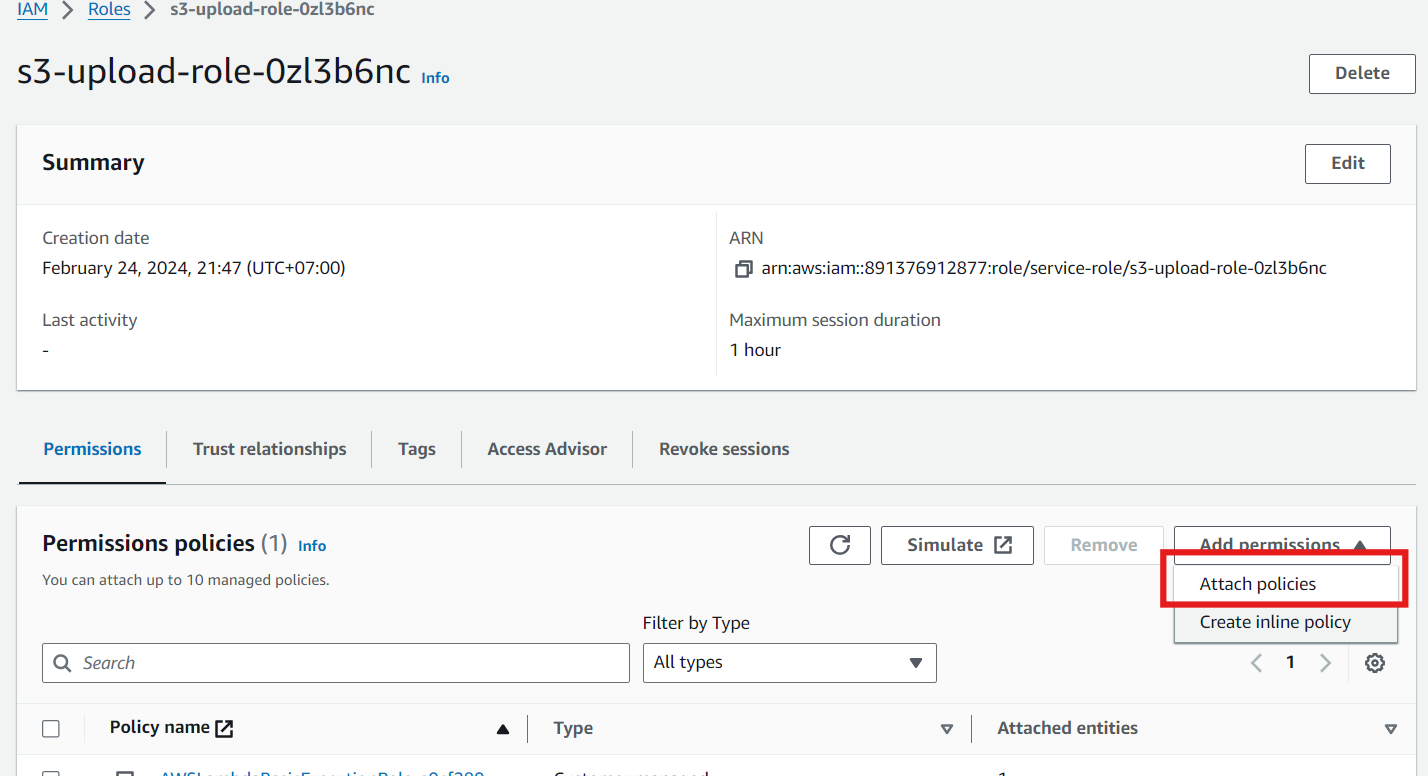 IAM > Roles > s3-upload-role-0zl3b6nc
s3-upload-role-0zl3b6nc Info
Delete
Summary
Edit
Creation date
February 24, 2024, 21:47 (UTC+07:00)
ARN
arn:aws:iam::891376912877:role/service-role/s3-upload-role-0zl3b6nc
Last activity
-
Maximum session duration
1 hour
Permissions
Trust relationships
Tags
Access Advisor
Revoke sessions
Permissions policies (1) Info
You can attach up to 10 managed policies.
Simulate
Remove
Add permissions
Attach policies
Create inline policy
Filter by Type
Search
All types
1
Policy name
Type
Attached entities
Customer managed
1